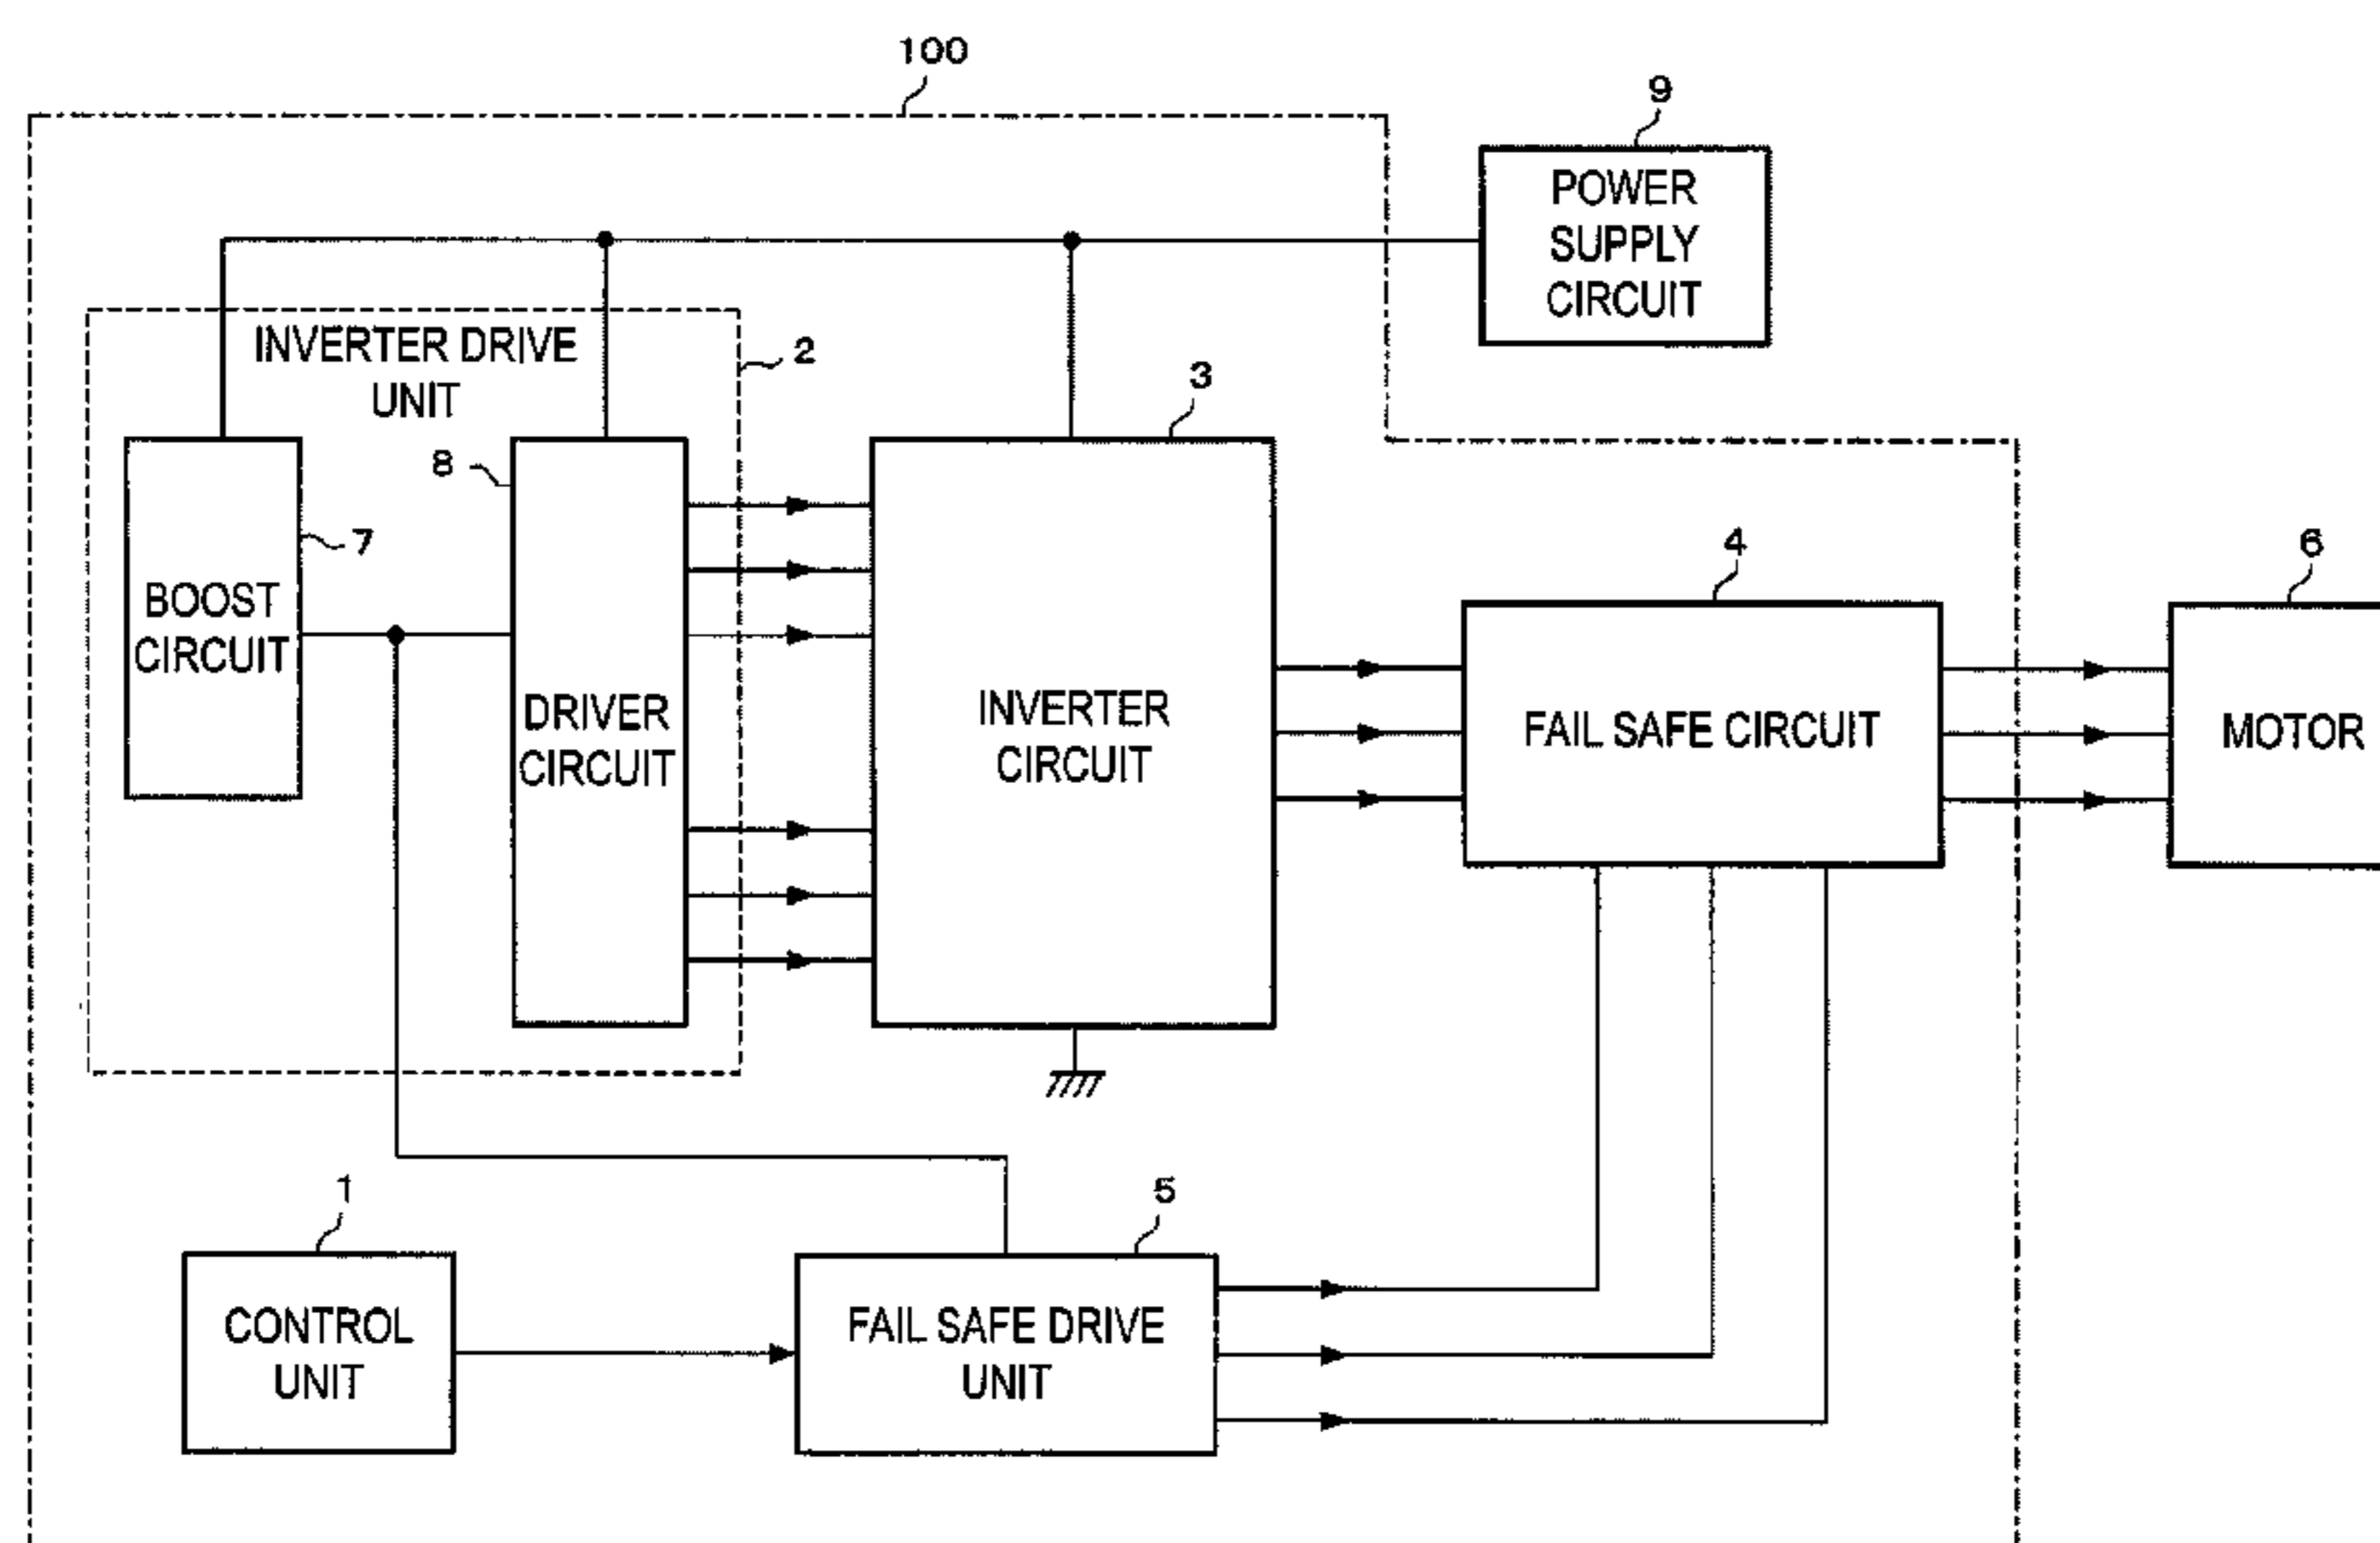 100
9
POWER
SUPPLY
CIRCUIT
INVERTER DRIVE
UNIT
2
3
8
7
BOOST
CIRCUIT
DRIVER
CIRCUIT
INVERTER
CIRCUIT
4
FAIL SAFE CIRCUIT
6
MOTOR
1
CONTROL
UNIT
5
FAIL SAFE DRIVE
UNIT